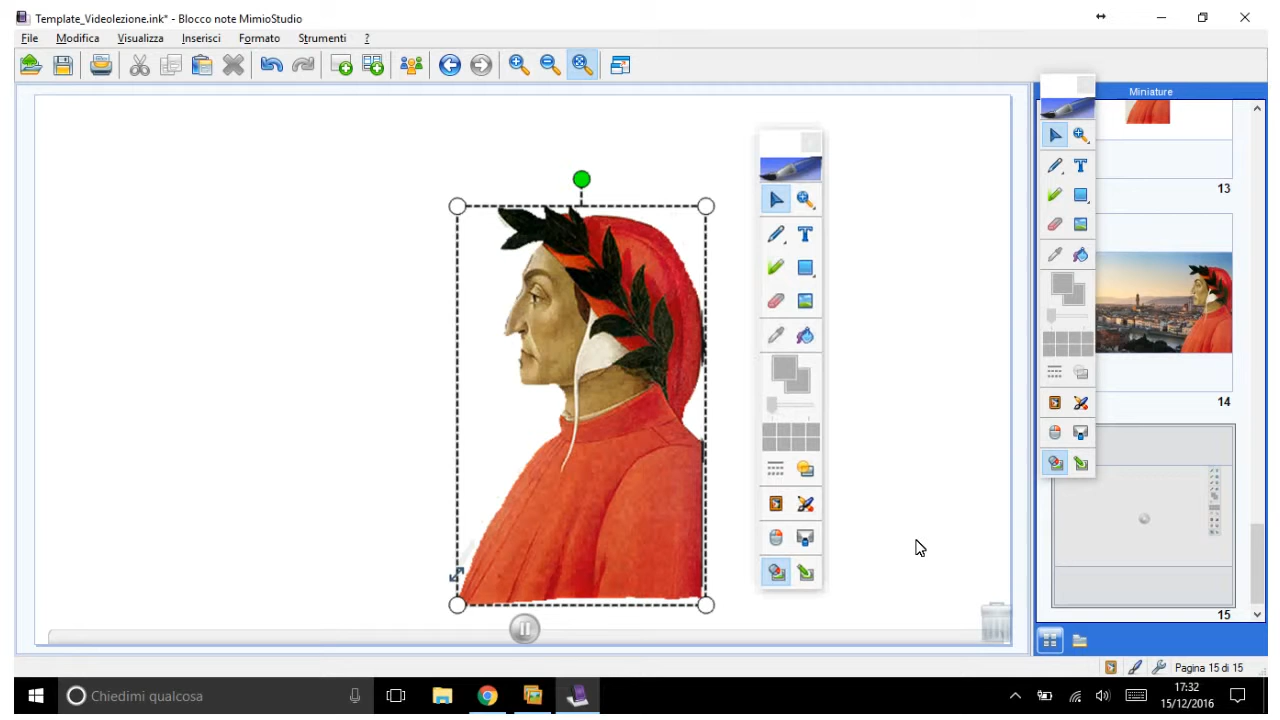 Template_Videolezione.ink* - Blocco note MimioStudio
File Modifica Visualizza Inserisci Formato Strumenti ?
Miniature
13
14
15
Pagina 15 di 15
Chiedimi qualcosa
17:32
15/12/2016